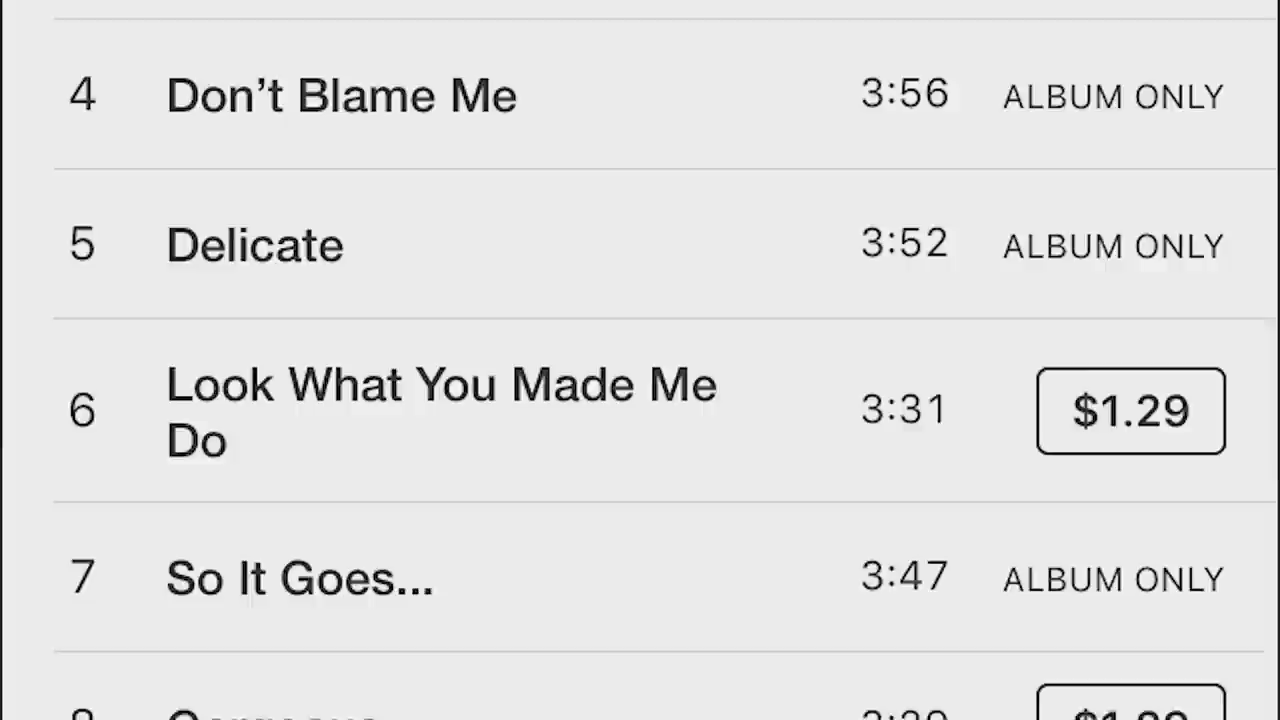 4 Don’t Blame Me 3:56 ALBUM ONLY
5 Delicate 3:52 ALBUM ONLY
6 Look What You Made Me 3:31 $1.29
Do
7 So It Goes... 3:47 ALBUM ONLY